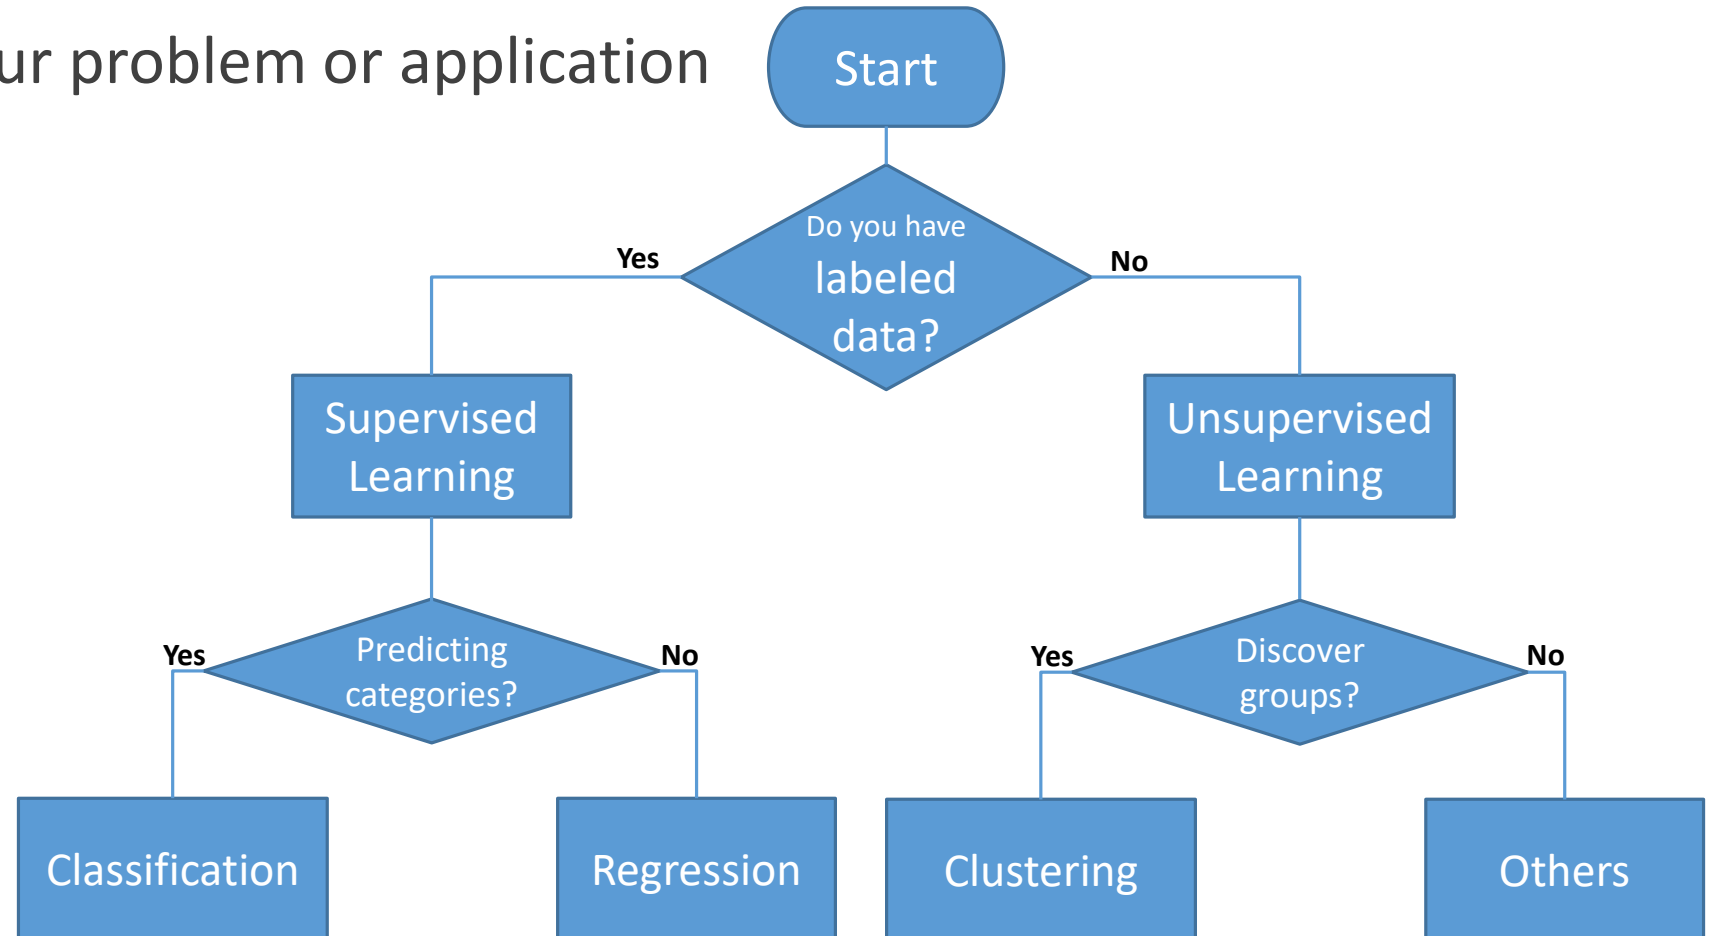 ur problem or application
Start
Do you have
labeled
data?
Yes
No
Supervised
Learning
Unsupervised
Learning
Yes
Predicting
categories?
No
Yes
Discover
groups?
No
Classification
Regression
Clustering
Others